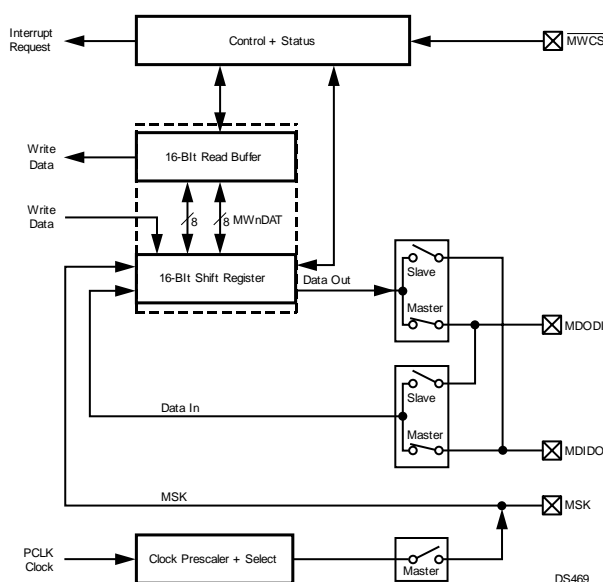 Interrupt
Request
Control + Status
MWCS
Write
Data
16-BIt Read Buffer
8
8
MWnDAT
Write
Data
16-BIt Shift Register
Data Out
Slave
Master
MDODI
Slave
Data In
Master
MDIDO
MSK
MSK
PCLK
Clock
Clock Prescaler + Select
Master
DS469